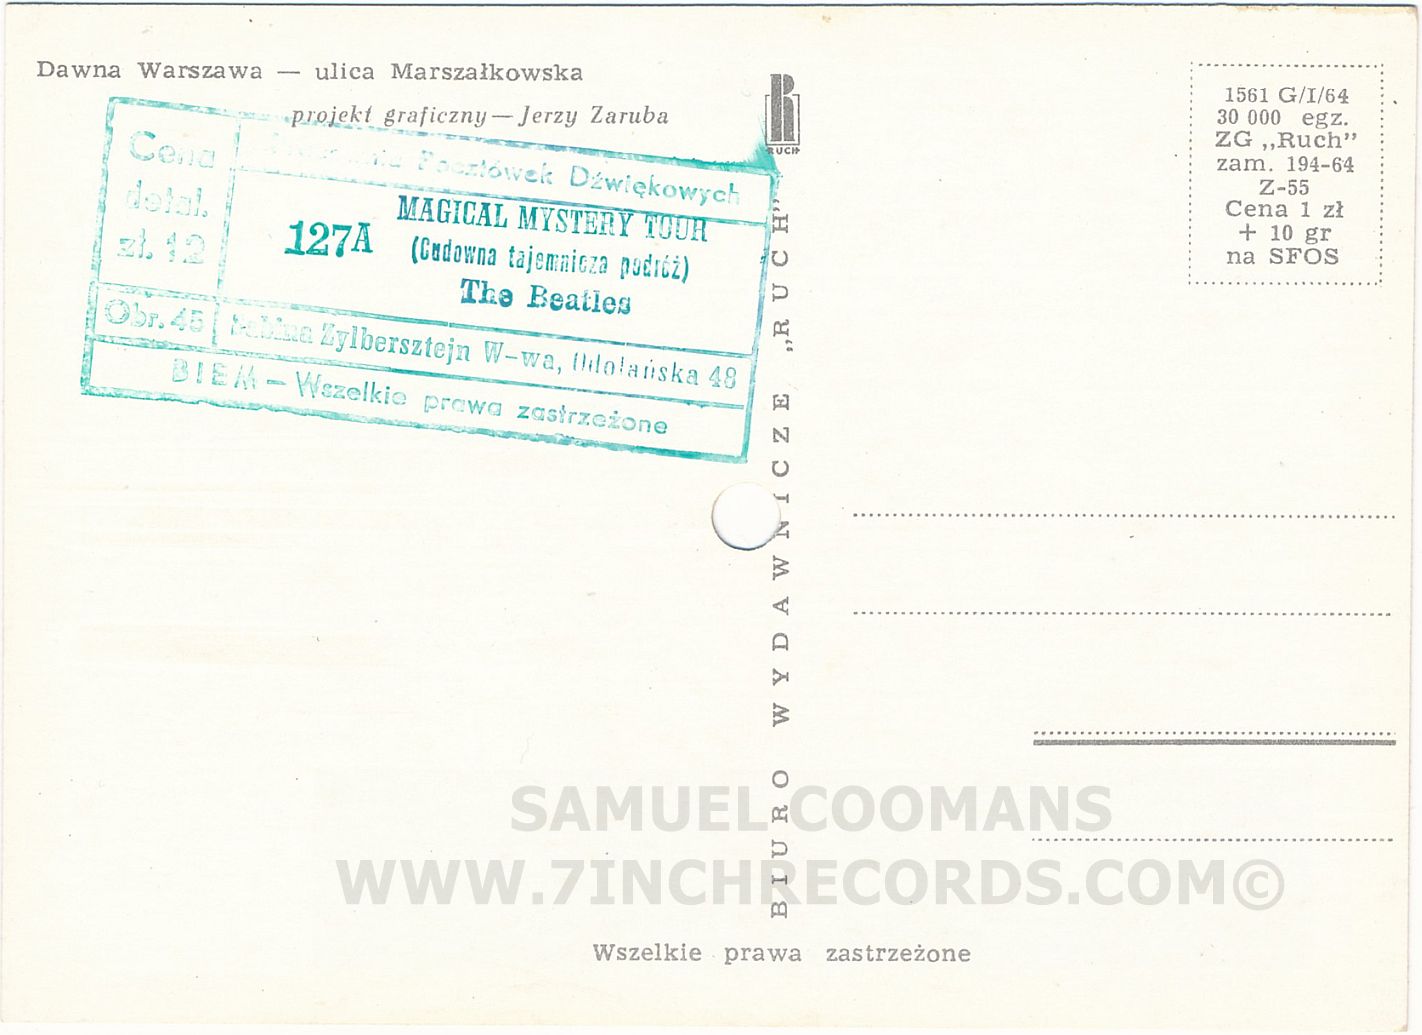 Dawna Warszawa — ulica Marszałkowska
projekt graficzny — Jerzy Zaruba
RUCH
1561 G/I/64
30 000 egz.
ZG „Ruch”
zam. 194-64
Z-55
Cena 1 zł
+ 10 gr
na SFOS
Cena
detal.
zł. 12
Pocztówek Dźwiękowych
127A
MAGICAL MYSTERY TOUR
(Cudowna tajemnicza podróż)
The Beatles
Obr. 45
Sabina Zylbersztejn W-wa, 48
BIEM – Wszelkie prawa zastrzeżone
BIURO WYDAWNICZE „RUCH”
SAMUEL COOMANS
WWW.7INCHRECORDS.COM©
Wszelkie prawa zastrzeżone